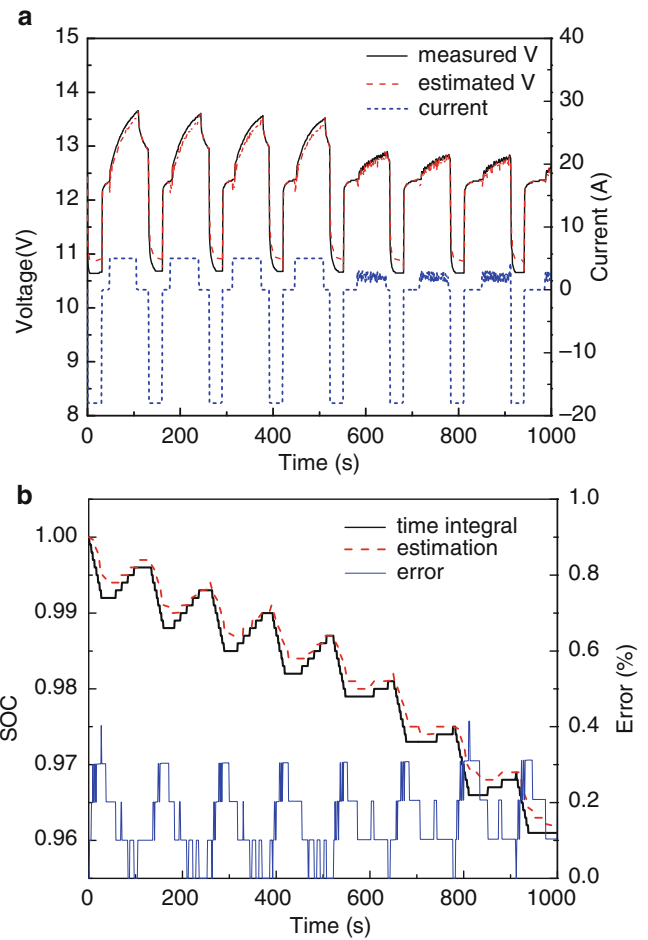 a
15
14
13
12
11
10
9
8
Voltage(V)
40
30
20
10
0
−10
−20
Current (A)
measured V
estimated V
current
0
200
400
600
800
1000
Time (s)
b
1.00
0.99
0.98
0.97
0.96
SOC
1.0
0.8
0.6
0.4
0.2
0.0
Error (%)
time integral
estimation
error
0
200
400
600
800
1000
Time (s)